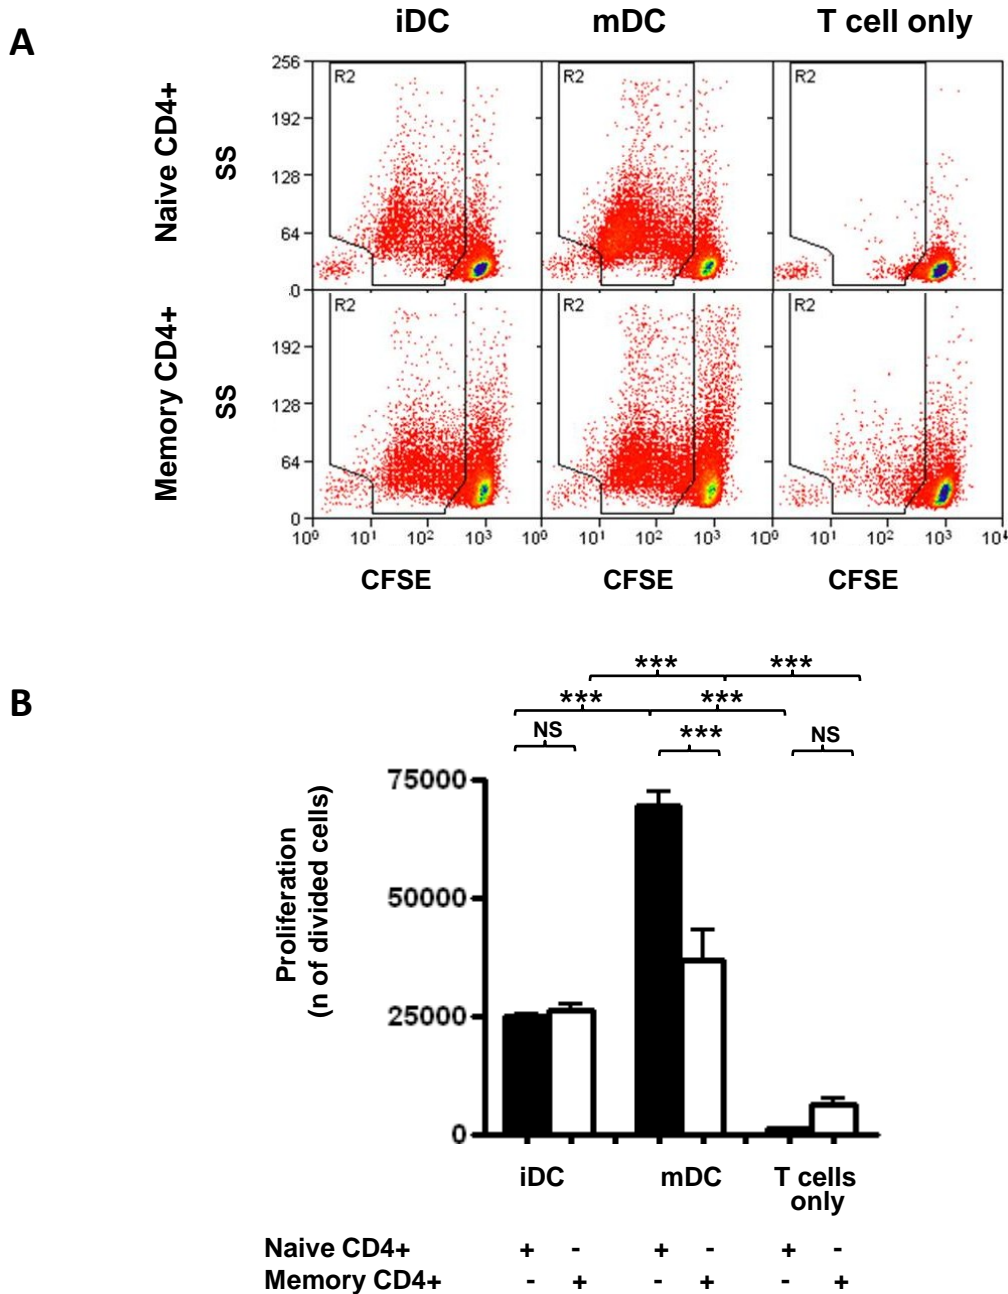 A
iDC mDC T cell only
Naive CD4+
SS
256
192
128
64
.0
R2 R2 R2
Memory CD4+
SS
192
128
64
0
R2 R2 R2
10⁰ 10¹ 10² 10³ 10⁰ 10¹ 10² 10³ 10⁰ 10¹ 10² 10³ 10⁴
CFSE CFSE CFSE
B
*** ***
*** ***
NS *** NS
Proliferation
(n of divided cells)
75000
50000
25000
0
iDC mDC T cells
only
Naive CD4+ + - + - + -
Memory CD4+ - + - + - +